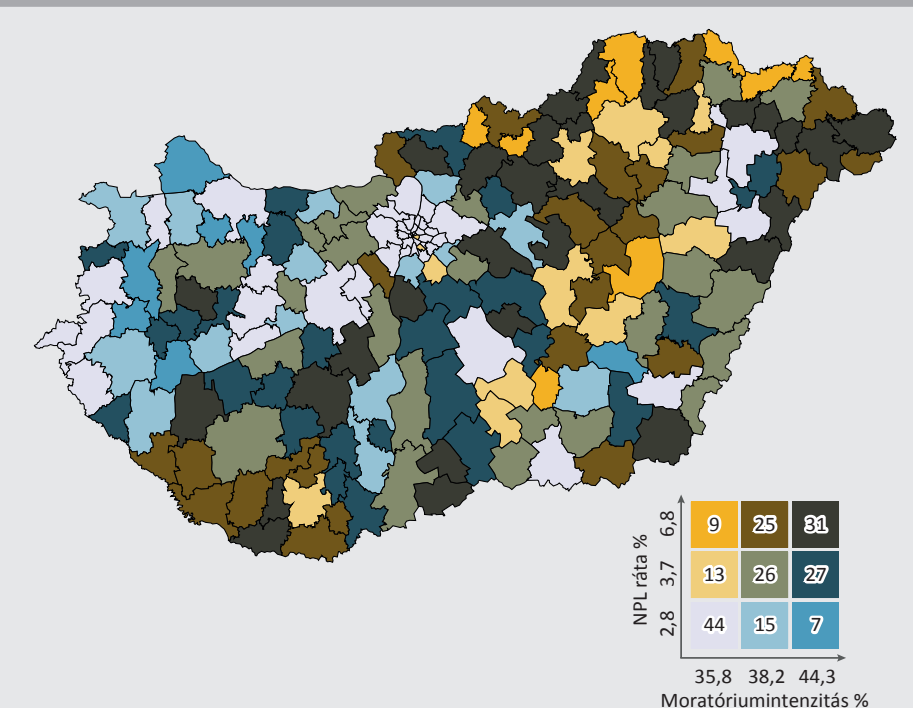 NPL ráta %
6,8
3,7
2,8
9 25 31
13 26 27
44 15 7
35,8 38,2 44,3
Moratóriumintenzitás %